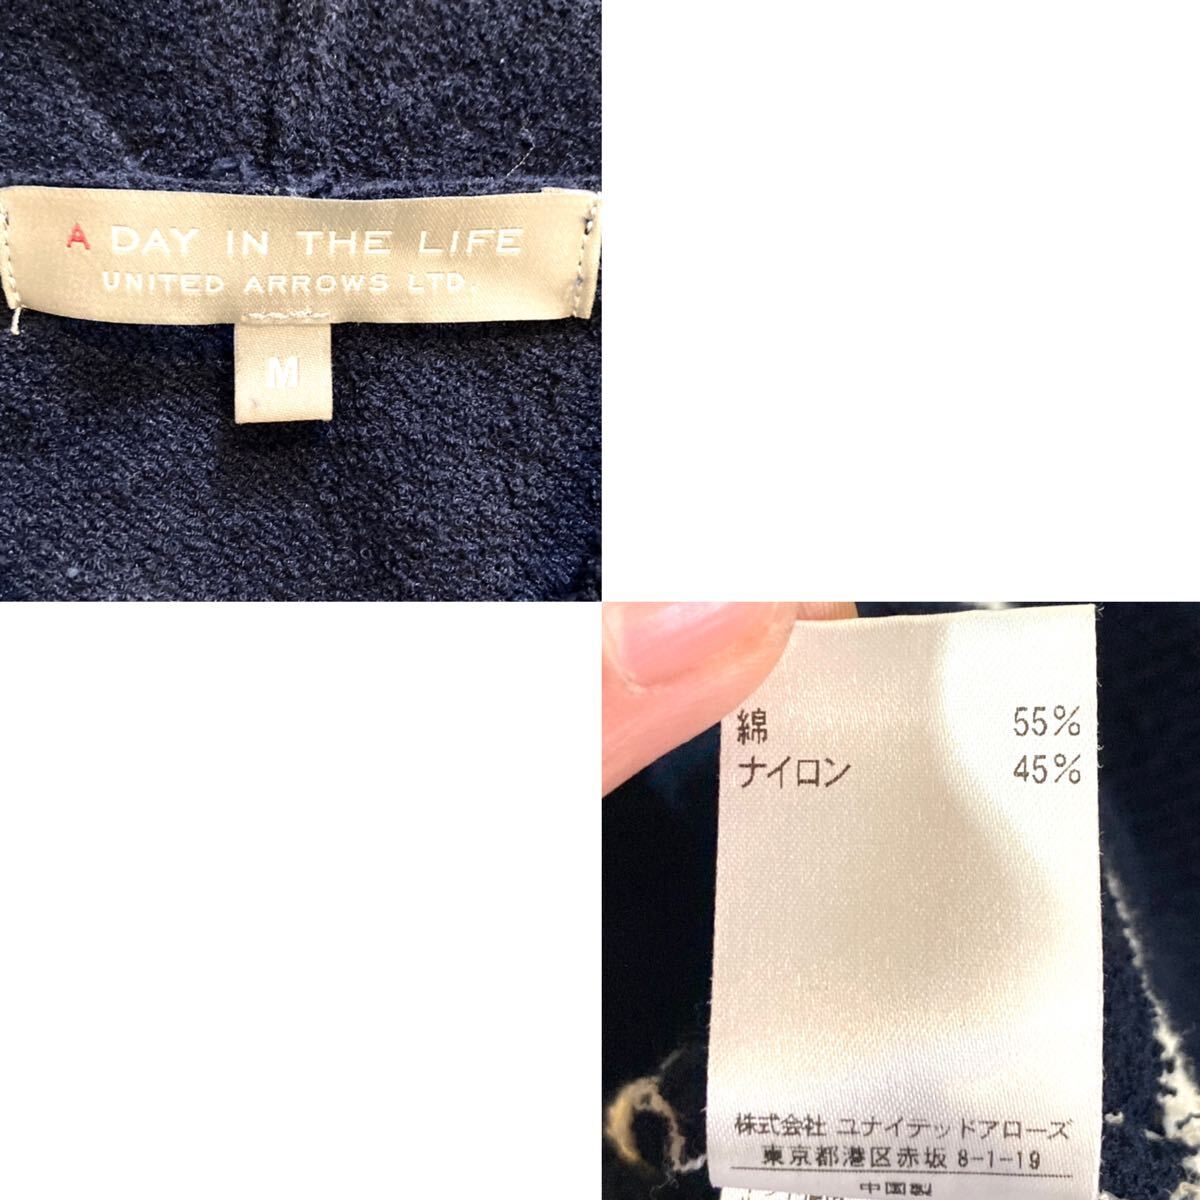 A DAY IN THE LIFE
UNITED ARROWS LTD.
M
綿 55%
ナイロン 45%
株式会社 ユナイテッドアローズ
東京都港区赤坂 8-1-19
中国製